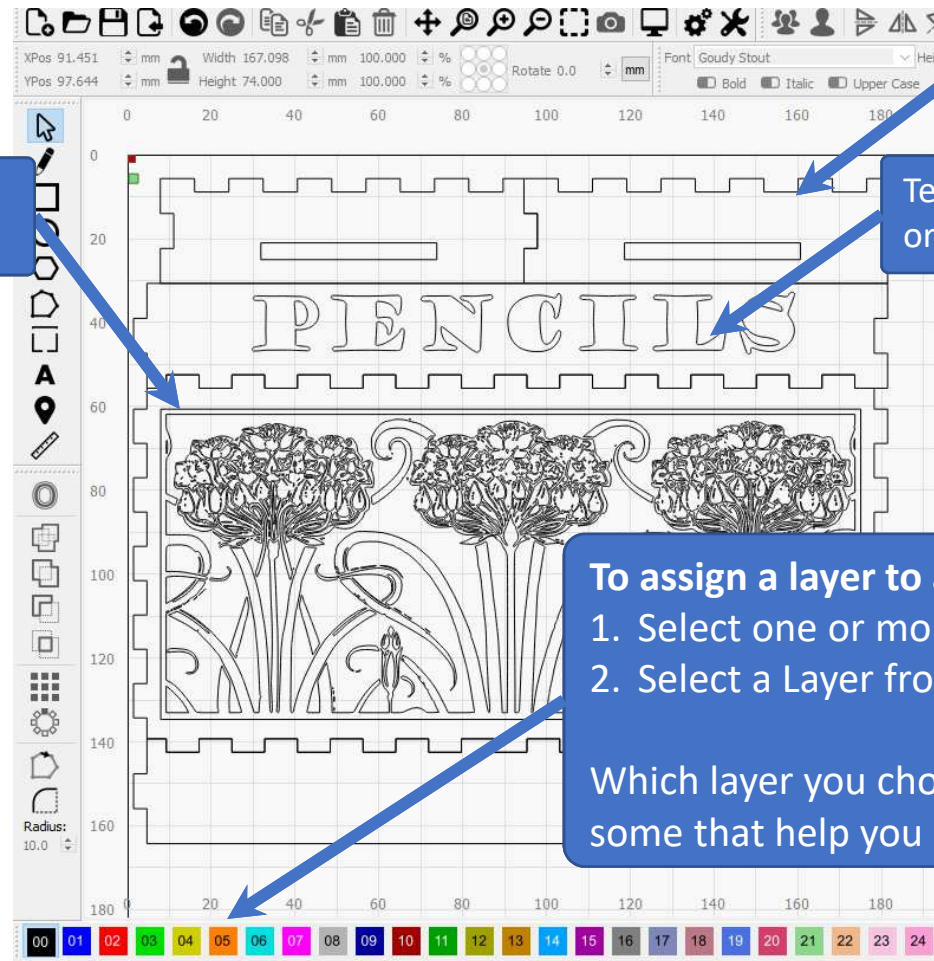 XPos 91.451 mm Width 167.098 mm 100.000 % Rotate 0.0 mm Font Goudy Stout Hei
YPos 97.644 mm Height 74.000 mm 100.000 % Bold Italic Upper Case
0 20 40 60 80 100 120 140 160 180
0
Te
or
20
PENCIILS
40
A
60
80
To assign a layer to a
1. Select one or mo
100
2. Select a Layer fro
120
140
Which layer you cho
some that help you
Radius:
10.0
160
180
0 20 40 60 80 100 120 140 160 180
00 01 02 03 04 05 06 07 08 09 10 11 12 13 14 15 16 17 18 19 20 21 22 23 24